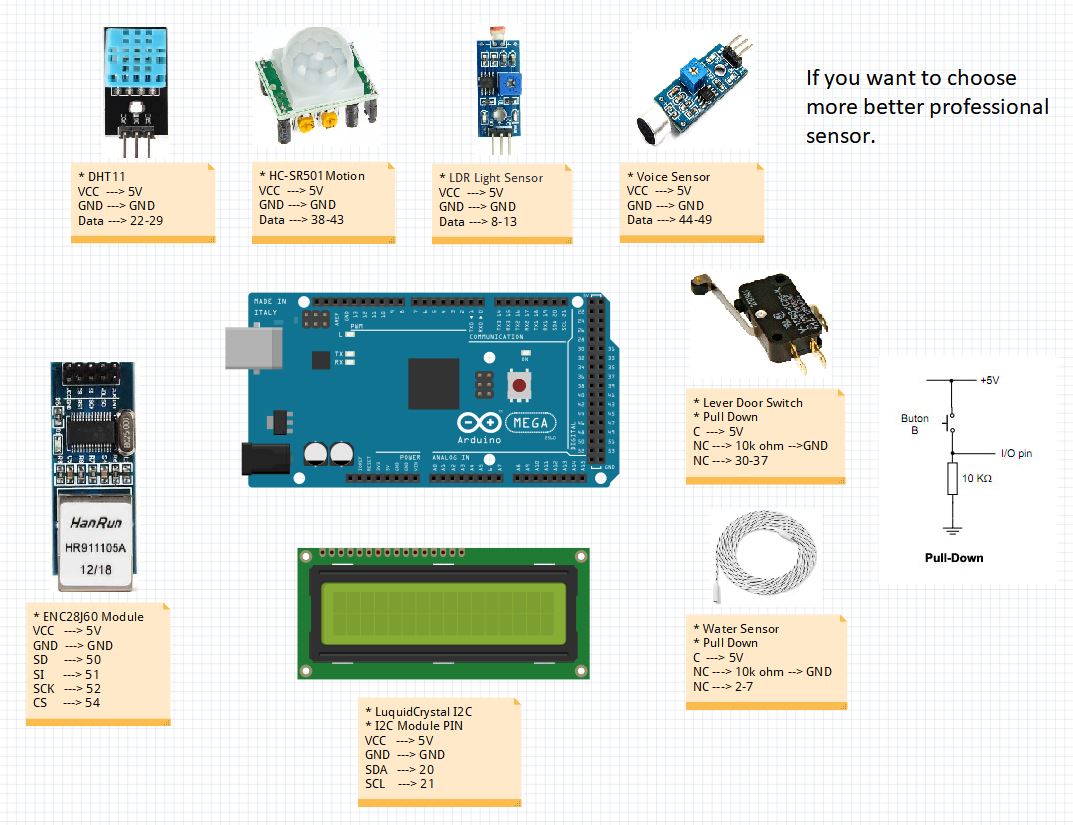 If you want to choose
more better professional
sensor.
* DHT11
VCC ---> 5V
GND ---> GND
Data ---> 22-29
* HC-SR501Motion
VCC ---> 5V
GND ---> GND
Data ---> 38-43
* LDR Light Sensor
VCC ---> 5V
GND ---> GND
Data ---> 8-13
* Voice Sensor
VCC ---> 5V
GND ---> GND
Data ---> 44-49
MADE IN
ITALY
PWM
L
TX
RX
COMMUNICATION
ON
Arduino
MEGA
2560
DIGITAL
POWER
ANALOG IN
* Lever Door Switch
* Pull Down
C ---> 5V
NC ---> 10k ohm -->GND
NC ---> 30-37
+5V
Buton
B
I/O pin
10 KΩ
Pull-Down
HanRun
HR911105A
12/18
* ENC28J60 Module
VCC ---> 5V
GND ---> GND
SD ---> 50
SI ---> 51
SCK ---> 52
CS ---> 54
* Water Sensor
* Pull Down
C ---> 5V
NC ---> 10k ohm --> GND
NC ---> 2-7
* LuquidCrystal I2C
* I2C Module PIN
VCC ---> 5V
GND ---> GND
SDA ---> 20
SCL ---> 21